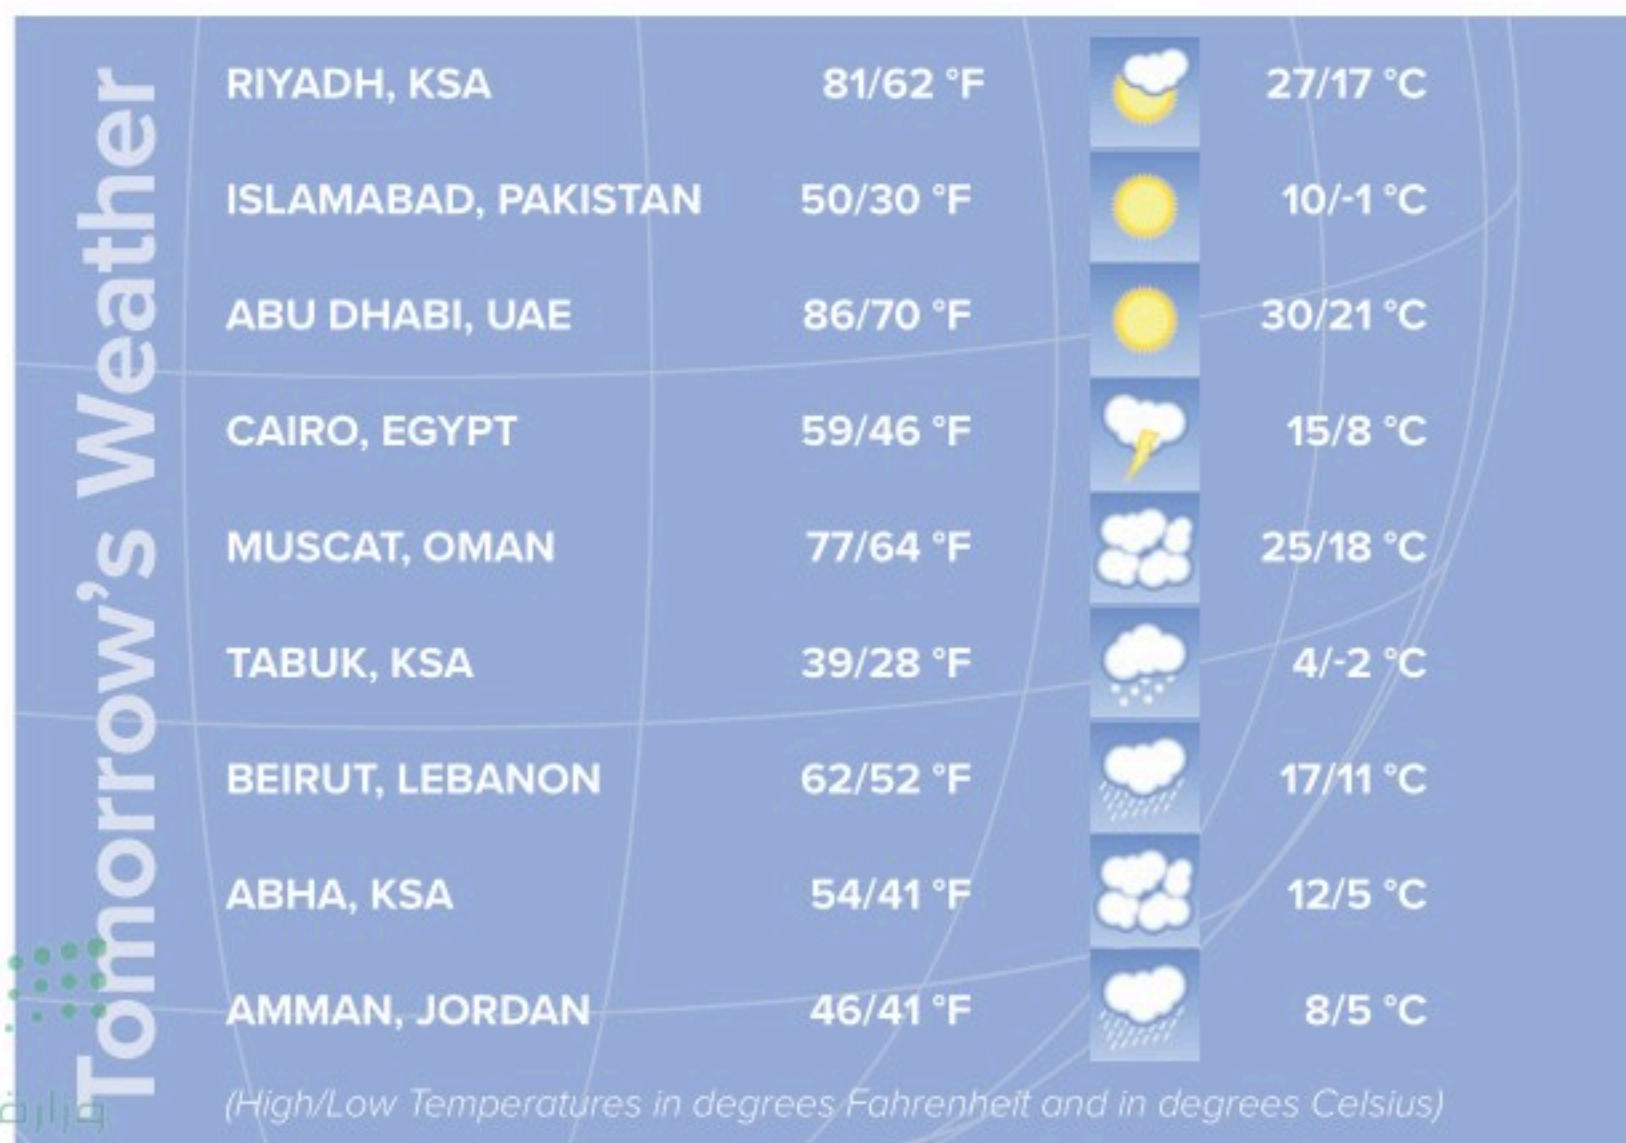 Tomorrow's Weather
RIYADH, KSA 81/62 °F 27/17 °C
ISLAMABAD, PAKISTAN 50/30 °F 10/-1 °C
ABU DHABI, UAE 86/70 °F 30/21 °C
CAIRO, EGYPT 59/46 °F 15/8 °C
MUSCAT, OMAN 77/64 °F 25/18 °C
TABUK, KSA 39/28 °F 4/-2 °C
BEIRUT, LEBANON 62/52 °F 17/11 °C
ABHA, KSA 54/41 °F 12/5 °C
AMMAN, JORDAN 46/41 °F 8/5 °C
(High/Low Temperatures in degrees Fahrenheit and in degrees Celsius)
وزارة